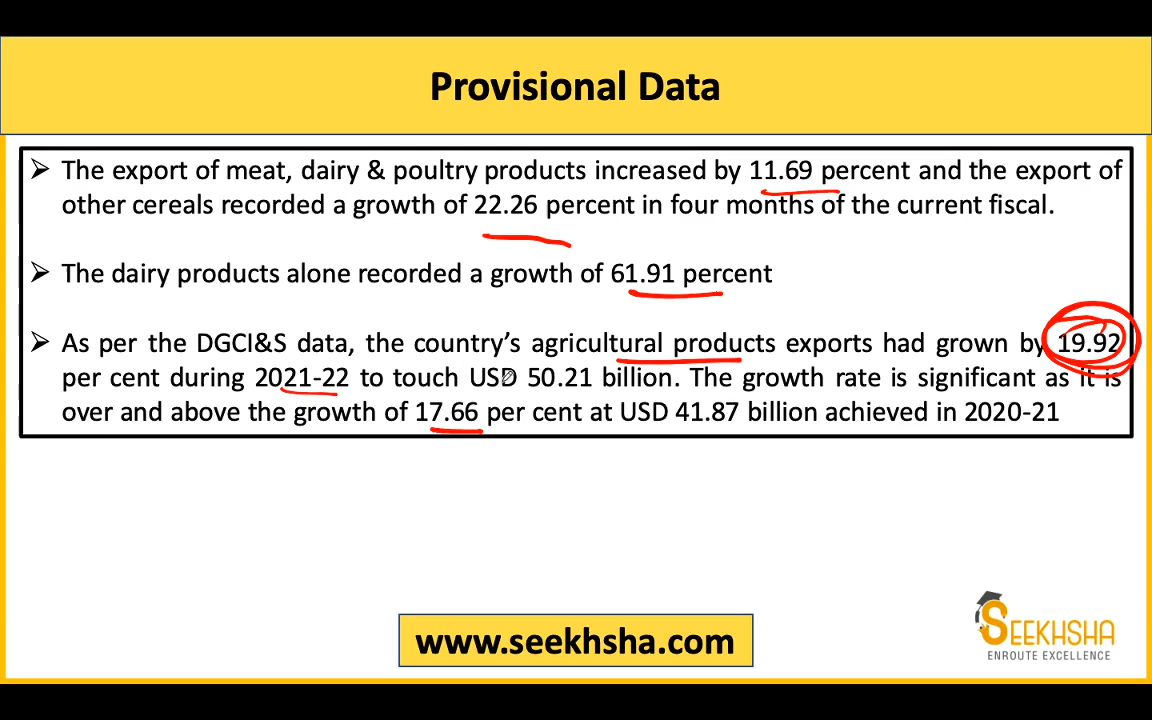 Provisional Data
➢ The export of meat, dairy & poultry products increased by 11.69 percent and the export of
other cereals recorded a growth of 22.26 percent in four months of the current fiscal.
➢ The dairy products alone recorded a growth of 61.91 percent
➢ As per the DGCI&S data, the country's agricultural products exports had grown by 19.92
per cent during 2021-22 to touch USD 50.21 billion. The growth rate is significant as it is
over and above the growth of 17.66 per cent at USD 41.87 billion achieved in 2020-21
www.seekhsha.com
SEEKHSHA
ENROUTE EXCELLENCE